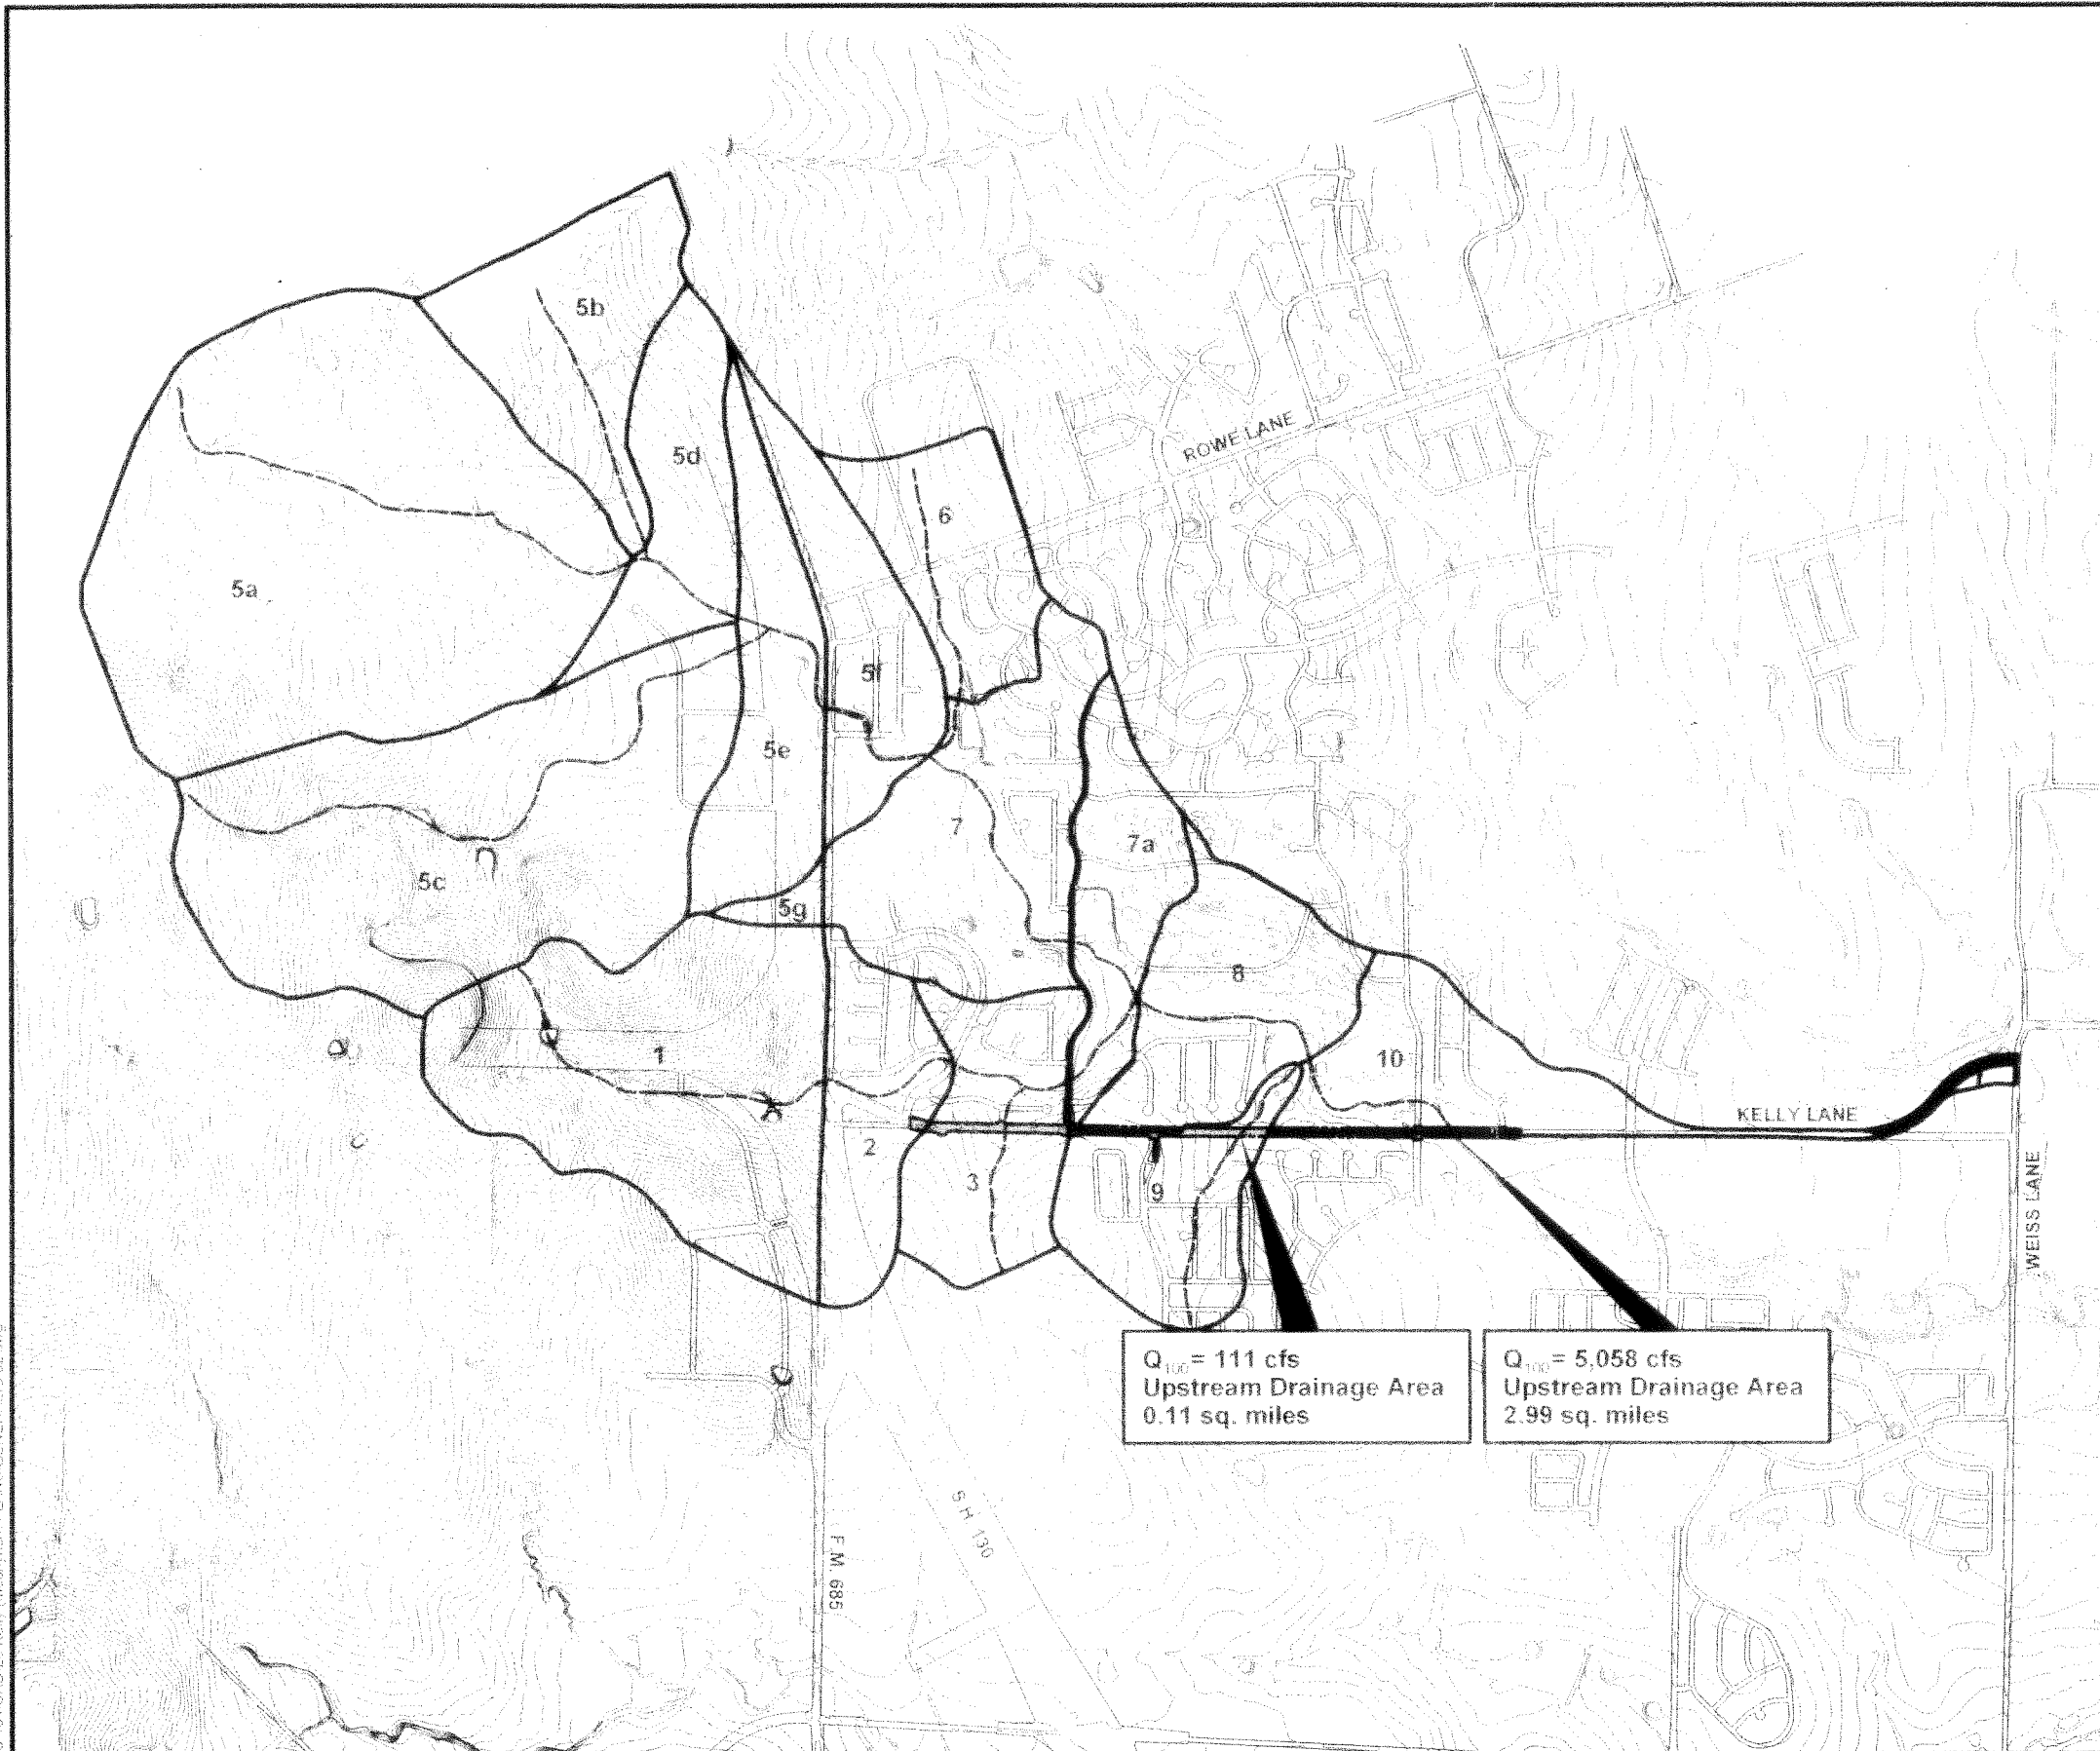 5b
5d
ROWE LANE
6
5a
5f
5e
7
7a
5c
5g
8
1
10
KELLY LANE
2
3
9
WEISS LANE
Q100 = 111 cfs
Upstream Drainage Area
0.11 sq. miles
Q100 = 5,058 cfs
Upstream Drainage Area
2.99 sq. miles
S H 130
F M 685